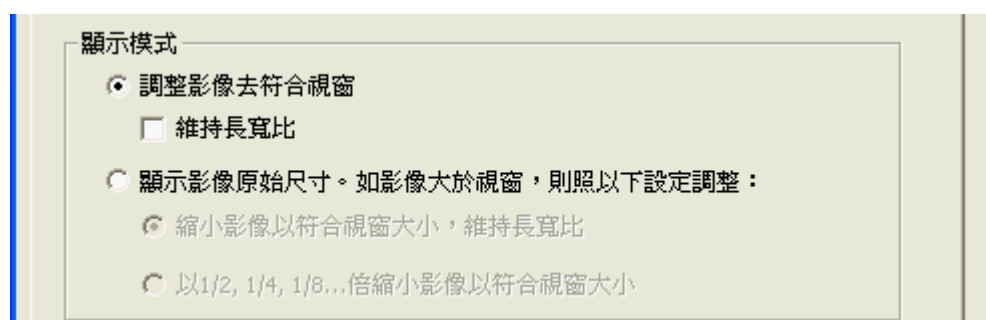 顯示模式
調整影像去符合視窗
維持長寬比
顯示影像原始尺寸。如影像大於視窗，則照以下設定調整：
縮小影像以符合視窗大小，維持長寬比
以1/2, 1/4, 1/8...倍縮小影像以符合視窗大小